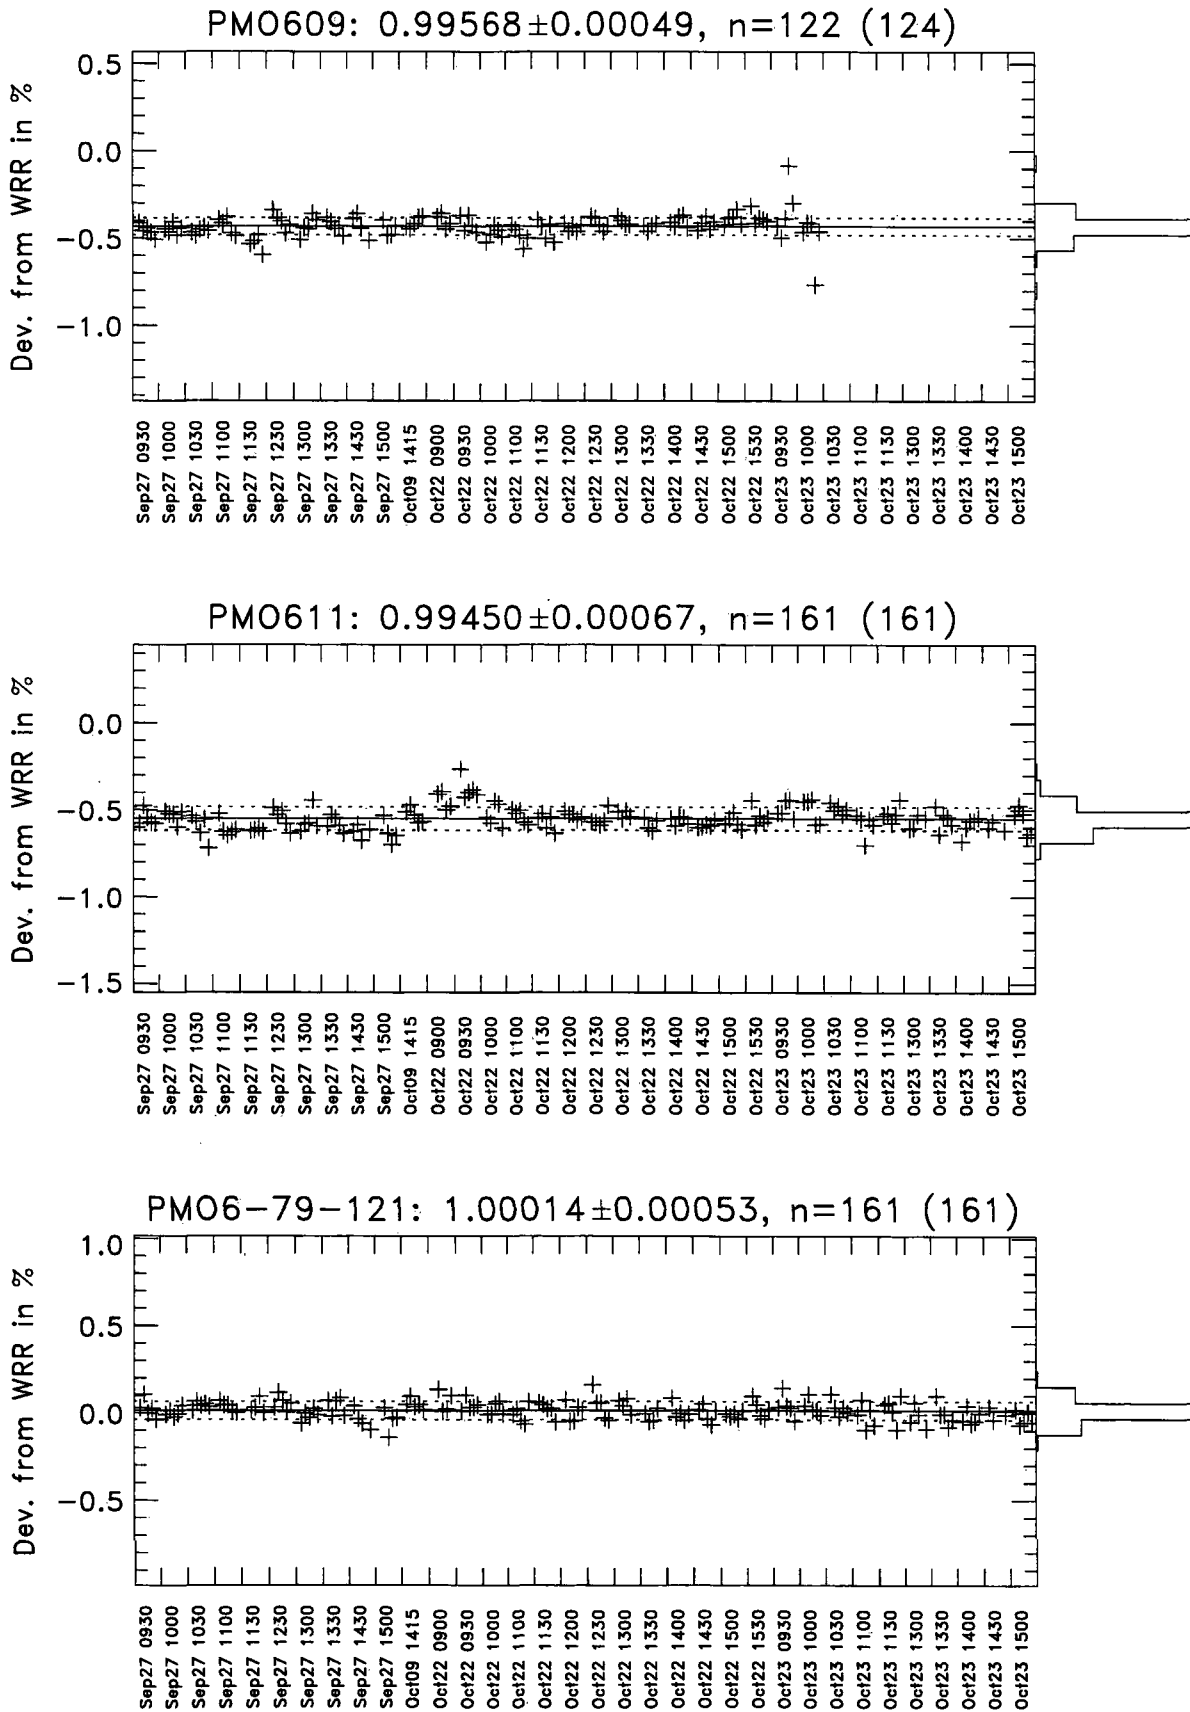 PMO609: 0.99568±0.00049, n=122 (124)
Dev. from WRR in %
0.5
0.0
−0.5
−1.0
Sep27 0930
Sep27 1000
Sep27 1030
Sep27 1100
Sep27 1130
Sep27 1230
Sep27 1300
Sep27 1330
Sep27 1430
Sep27 1500
Oct09 1415
Oct22 0900
Oct22 0930
Oct22 1000
Oct22 1100
Oct22 1130
Oct22 1200
Oct22 1230
Oct22 1300
Oct22 1330
Oct22 1400
Oct22 1430
Oct22 1500
Oct22 1530
Oct23 0930
Oct23 1000
Oct23 1030
Oct23 1100
Oct23 1130
Oct23 1300
Oct23 1330
Oct23 1400
Oct23 1430
Oct23 1500
PMO611: 0.99450±0.00067, n=161 (161)
Dev. from WRR in %
0.0
−0.5
−1.0
−1.5
Sep27 0930
Sep27 1000
Sep27 1030
Sep27 1100
Sep27 1130
Sep27 1230
Sep27 1300
Sep27 1330
Sep27 1430
Sep27 1500
Oct09 1415
Oct22 0900
Oct22 0930
Oct22 1000
Oct22 1100
Oct22 1130
Oct22 1200
Oct22 1230
Oct22 1300
Oct22 1330
Oct22 1400
Oct22 1430
Oct22 1500
Oct22 1530
Oct23 0930
Oct23 1000
Oct23 1030
Oct23 1100
Oct23 1130
Oct23 1300
Oct23 1330
Oct23 1400
Oct23 1430
Oct23 1500
PMO6−79−121: 1.00014±0.00053, n=161 (161)
Dev. from WRR in %
1.0
0.5
0.0
−0.5
Sep27 0930
Sep27 1000
Sep27 1030
Sep27 1100
Sep27 1130
Sep27 1230
Sep27 1300
Sep27 1330
Sep27 1430
Sep27 1500
Oct09 1415
Oct22 0900
Oct22 0930
Oct22 1000
Oct22 1100
Oct22 1130
Oct22 1200
Oct22 1230
Oct22 1300
Oct22 1330
Oct22 1400
Oct22 1430
Oct22 1500
Oct22 1530
Oct23 0930
Oct23 1000
Oct23 1030
Oct23 1100
Oct23 1130
Oct23 1300
Oct23 1330
Oct23 1400
Oct23 1430
Oct23 1500